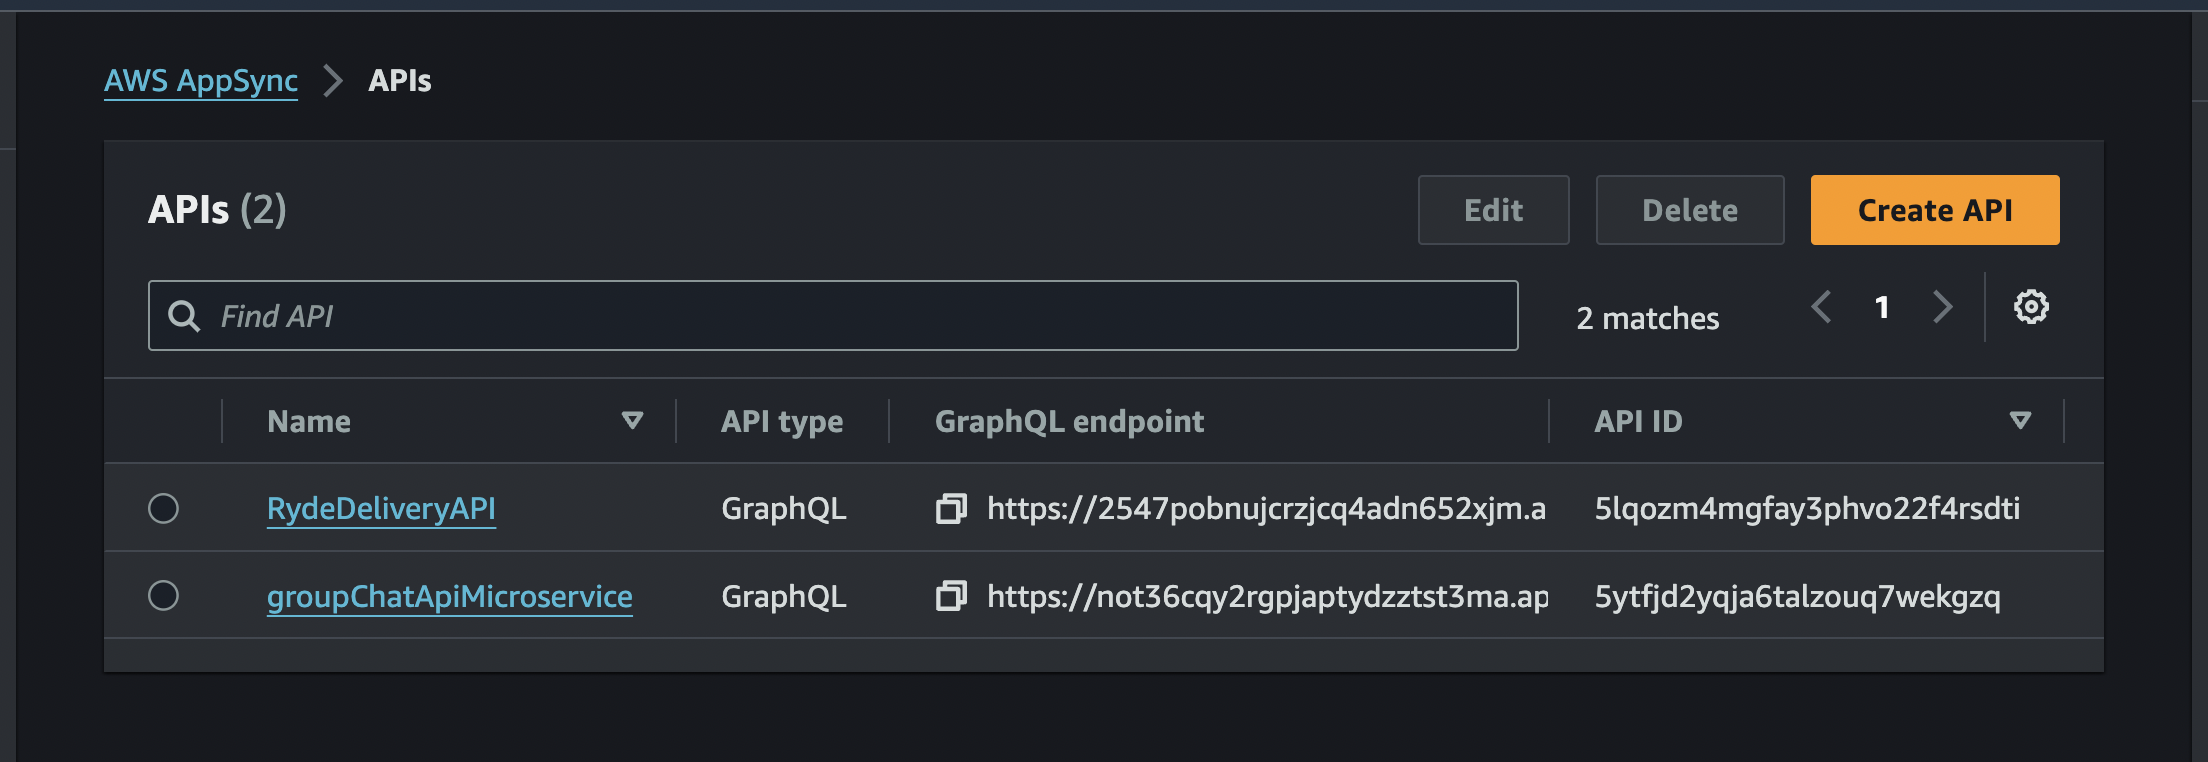 AWS AppSync > APIs
APIs (2)
Edit
Delete
Create API
Find API
2 matches
1
Name
API type
GraphQL endpoint
API ID
RydeDeliveryAPI GraphQL https://2547pobnujcrzjcq4adn652xjm.a 5lqozm4mgfay3phvo22f4rsdti
groupChatApiMicroservice GraphQL https://not36cqy2rgpjaptydzztst3ma.ap 5ytfjd2yqja6talzouq7wekgzq